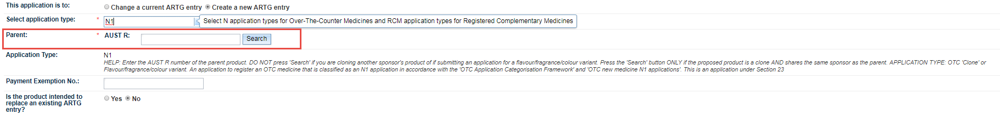 This application is to: Change a current ARTG entry Create a new ARTG entry
Select application type: * N1 Select N application types for Over-The-Counter Medicines and RCM application types for Registered Complementary Medicines
Parent: * AUST R: Search
Application Type: N1
HELP: Enter the AUST R number of the parent product. DO NOT press 'Search' if you are cloning another sponsor's product of if submitting an application for a flavour/fragrance/colour variant. Press the 'Search' button ONLY if the proposed product is a clone AND shares the same sponsor as the parent. APPLICATION TYPE: OTC 'Clone' or
Flavour/fragrance/colour variant. An application to register an OTC medicine that is classified as an N1 application in accordance with the 'OTC Application Categorisation Framework' and 'OTC new medicine N1 applications'. This is an application under Section 23
Payment Exemption No.:
Is the product intended to Yes No
replace an existing ARTG
entry?